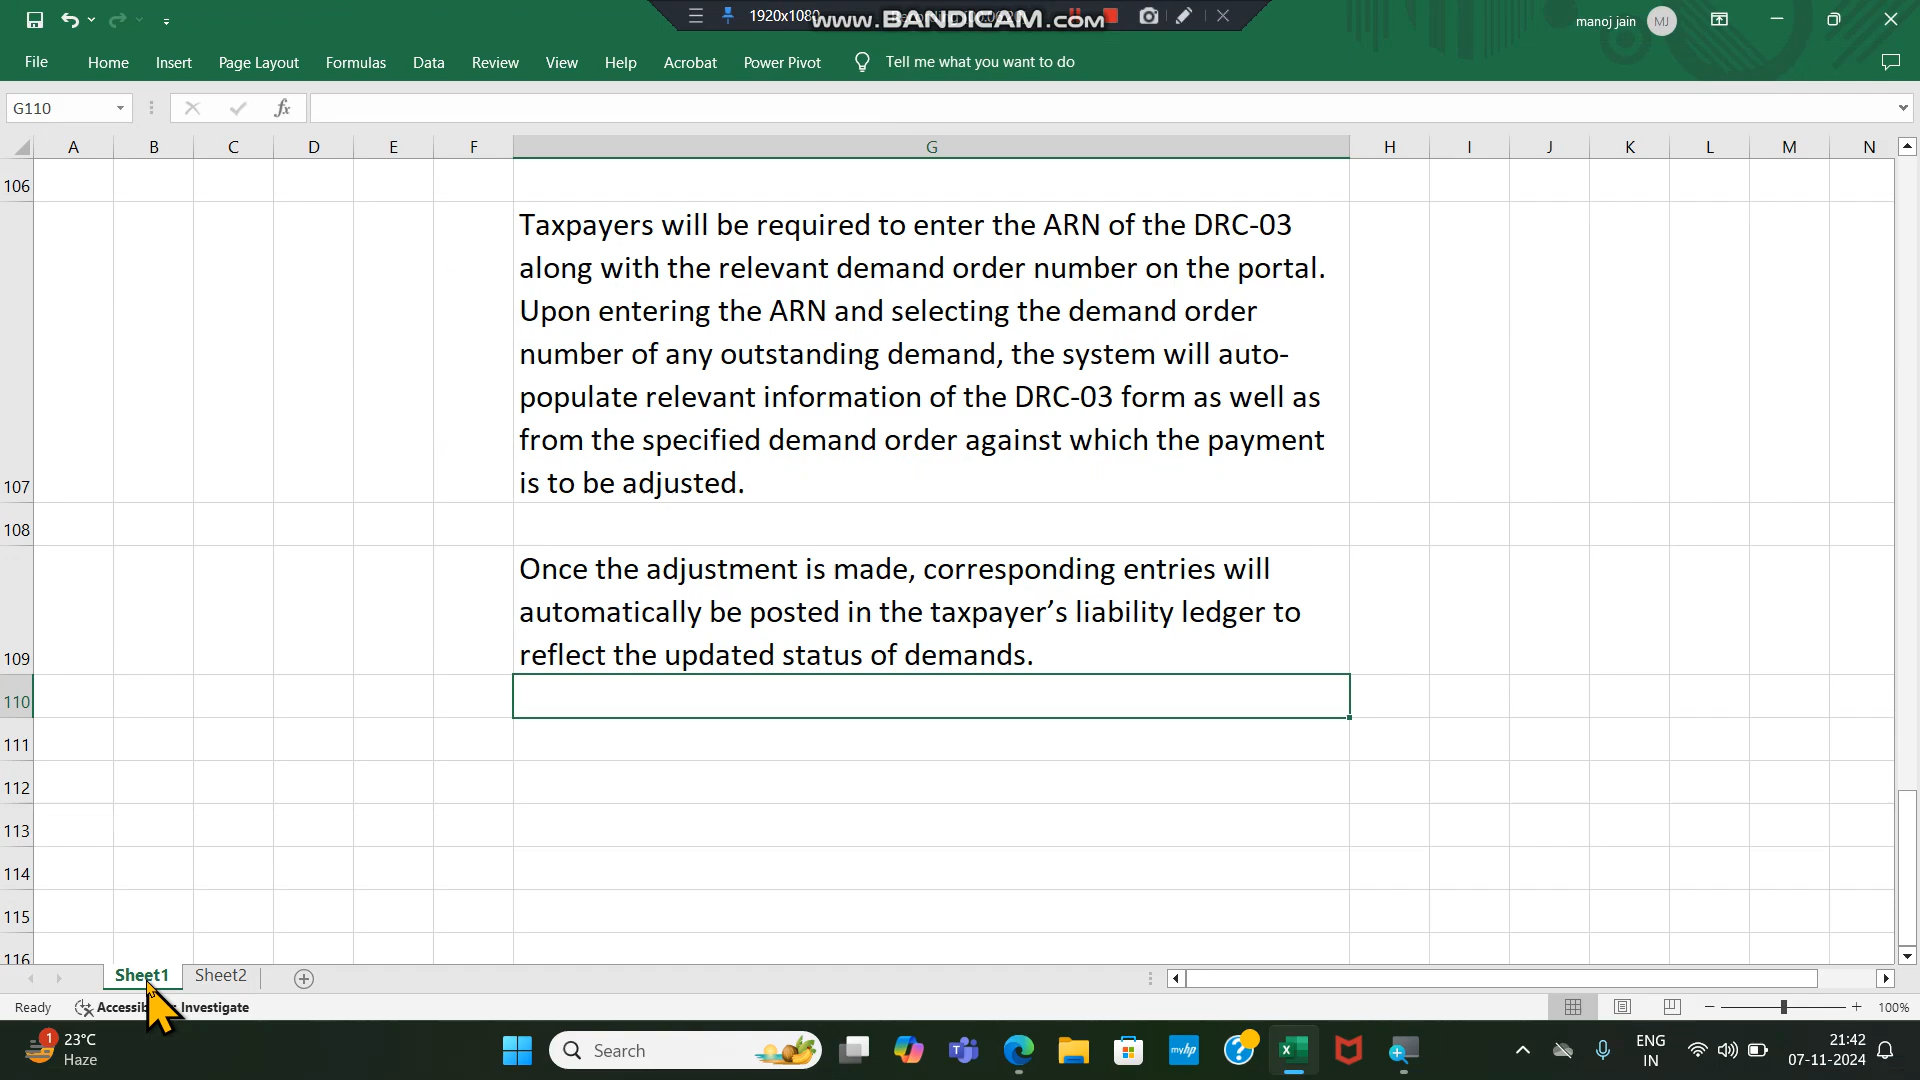 1920x1080
www.BANDICAM.com
manoj jain
MJ
File Home Insert Page Layout Formulas Data Review View Help Acrobat Power Pivot Tell me what you want to do
G110
fx
A B C D E F G H I J K L M N
106
Taxpayers will be required to enter the ARN of the DRC-03
along with the relevant demand order number on the portal.
Upon entering the ARN and selecting the demand order
number of any outstanding demand, the system will auto-
populate relevant information of the DRC-03 form as well as
from the specified demand order against which the payment
is to be adjusted.
107
108
Once the adjustment is made, corresponding entries will
automatically be posted in the taxpayer’s liability ledger to
reflect the updated status of demands.
109
110
111
112
113
114
115
116
Sheet1 Sheet2
Ready Investigate 100%
1 23°C
Haze
Search
myhp
ENG
IN
21:42
07-11-2024